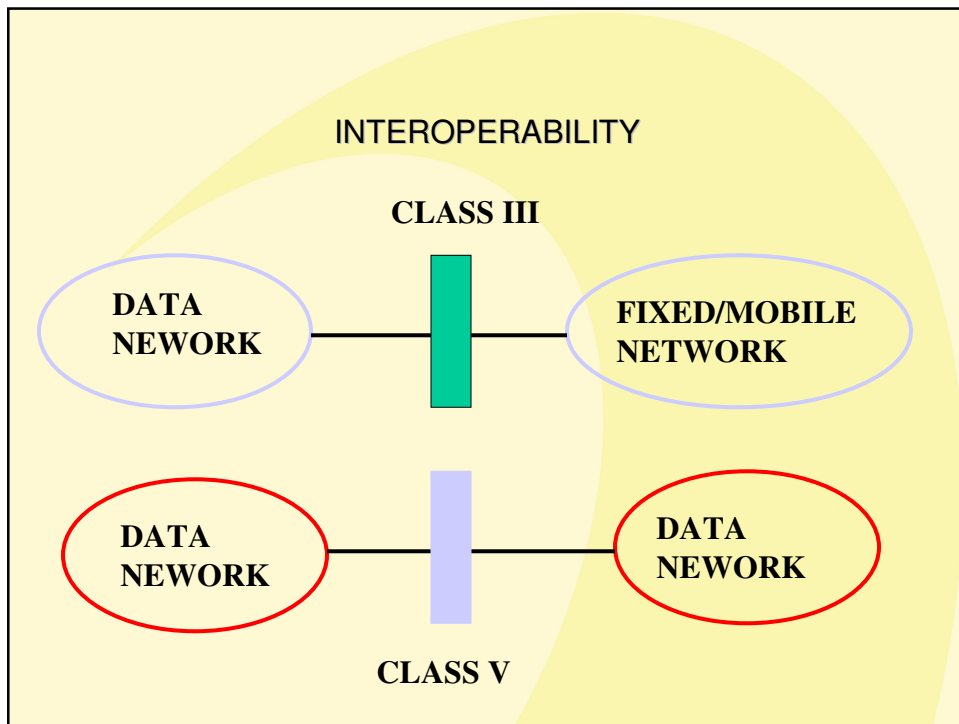 INTEROPERABILITY
CLASS III
DATA
NEWORK
FIXED/MOBILE
NETWORK
DATA
NEWORK
DATA
NEWORK
CLASS V